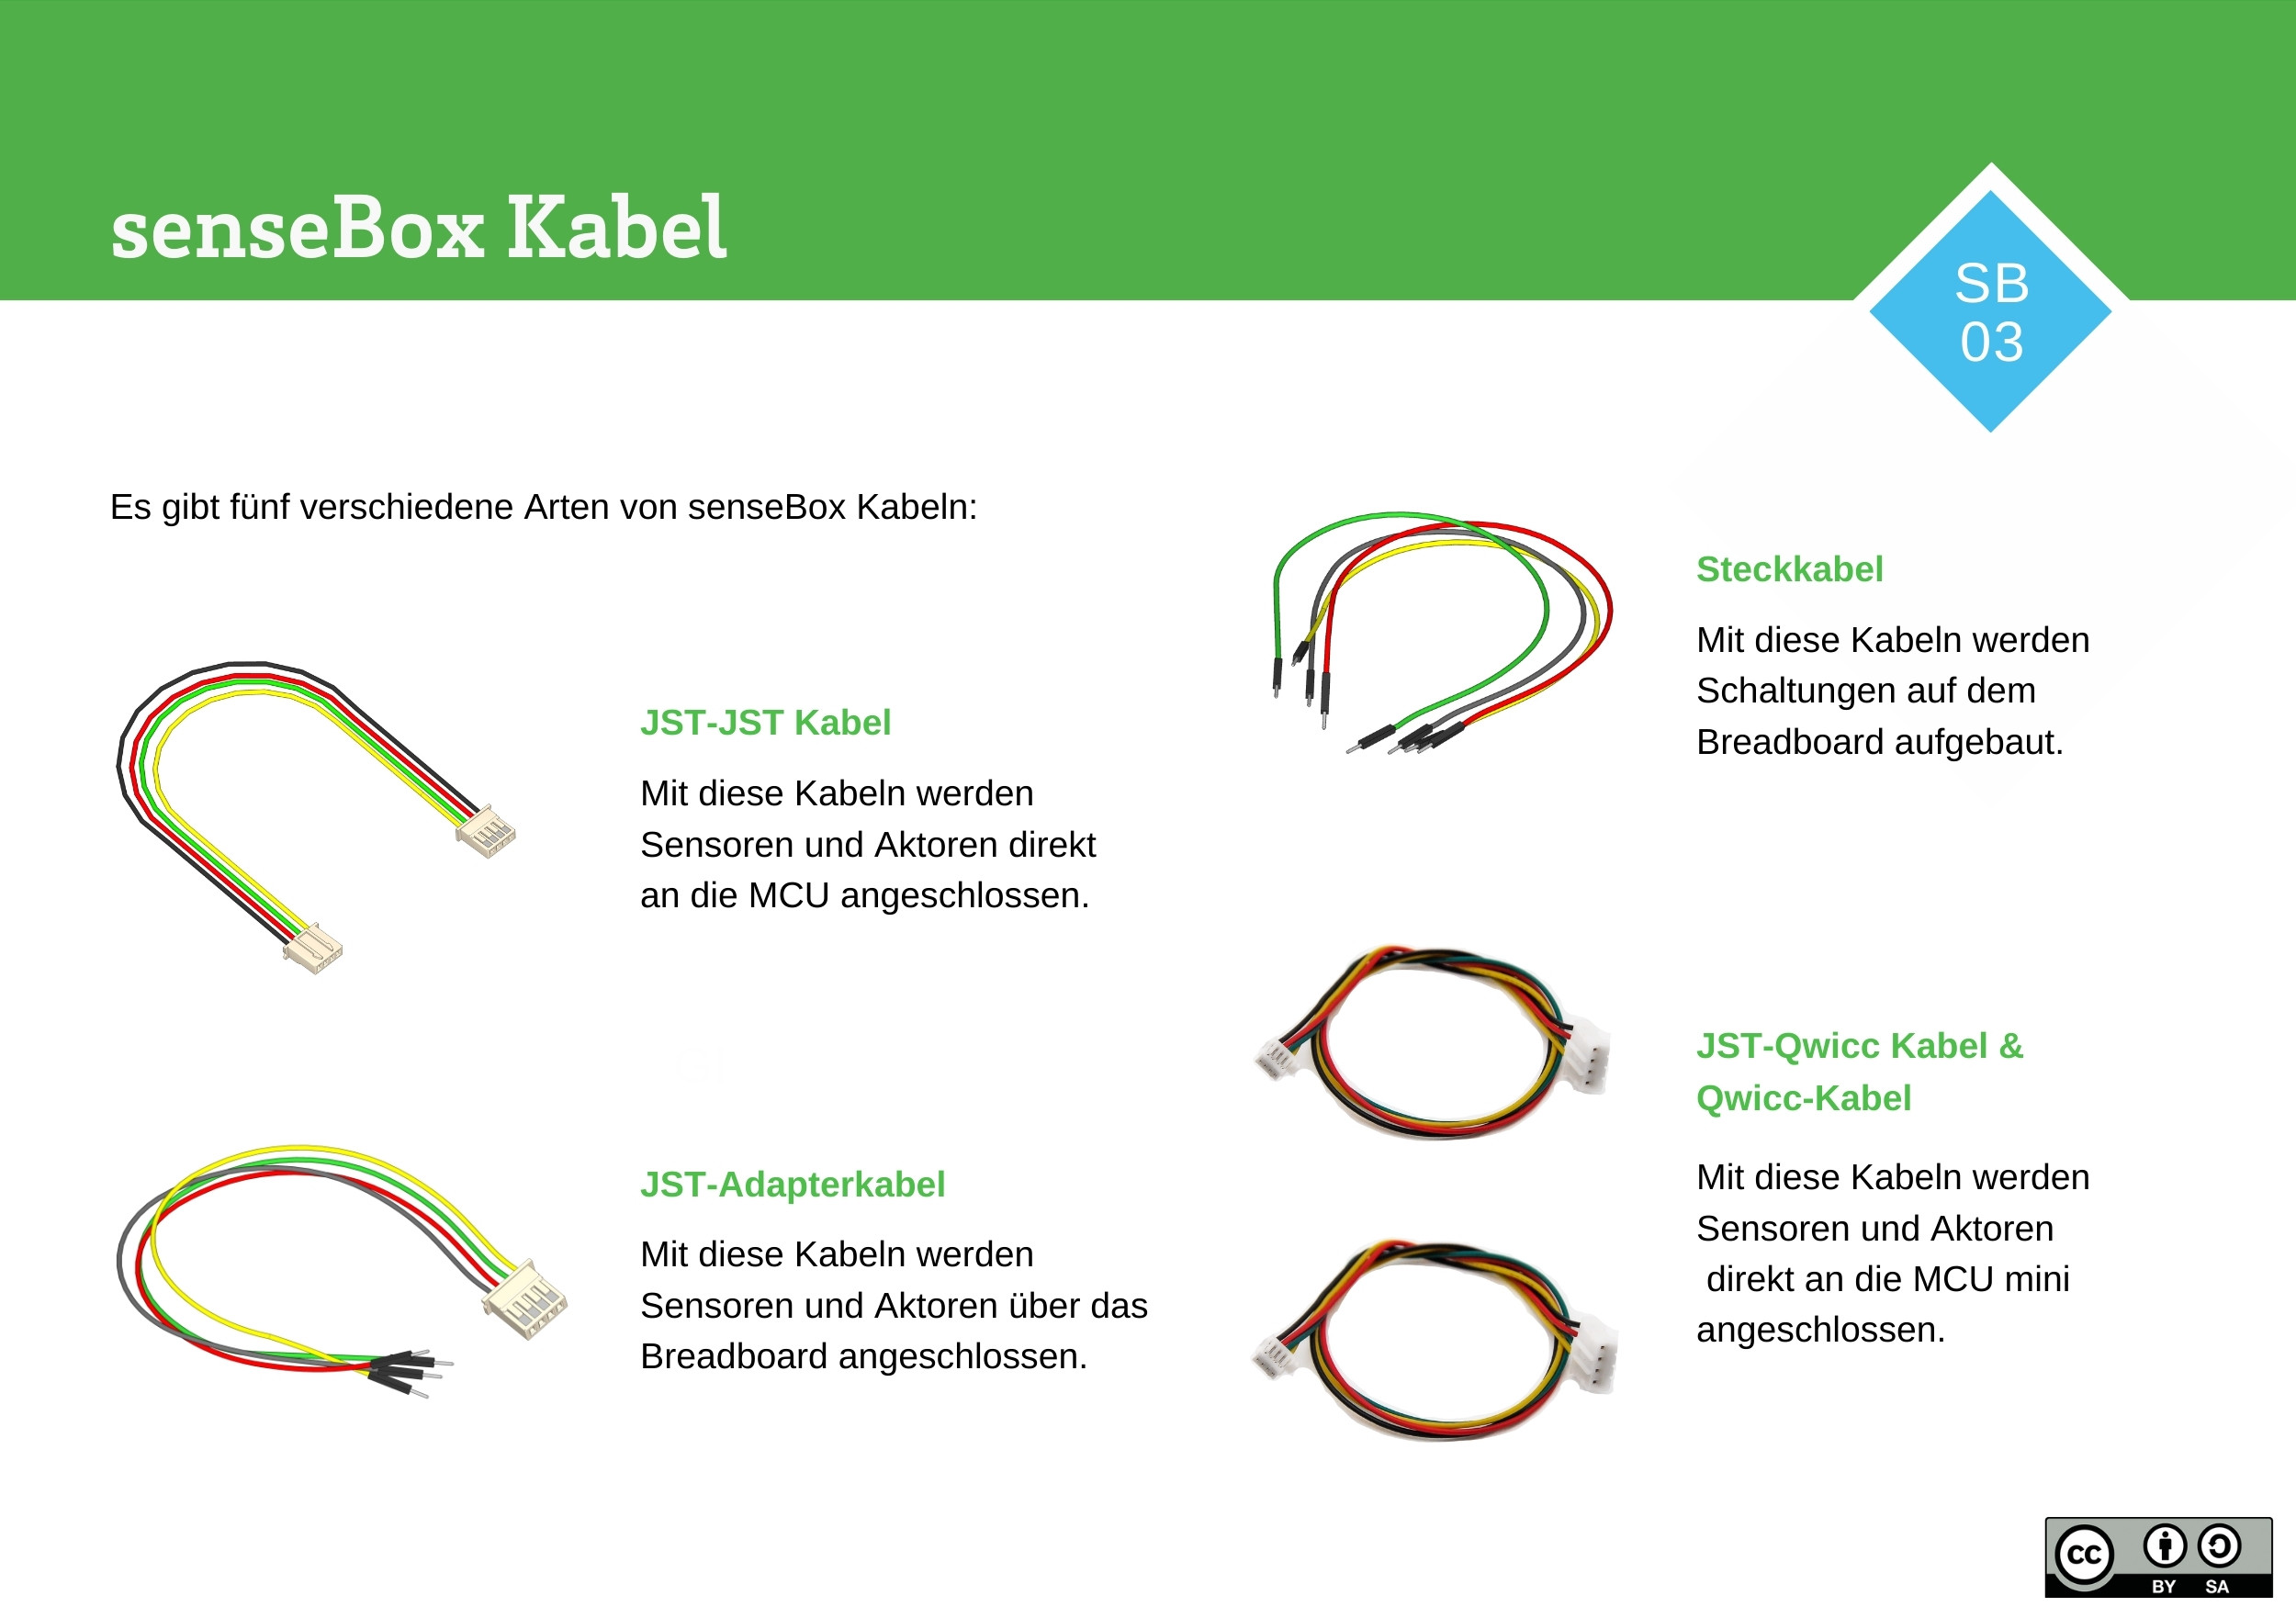 senseBox Kabel
SB
03
Es gibt fünf verschiedene Arten von senseBox Kabeln:
JST-JST Kabel
Mit diese Kabeln werden
Sensoren und Aktoren direkt
an die MCU angeschlossen.
JST-Adapterkabel
Mit diese Kabeln werden
Sensoren und Aktoren über das
Breadboard angeschlossen.
Steckkabel
Mit diese Kabeln werden
Schaltungen auf dem
Breadboard aufgebaut.
JST-Qwicc Kabel &
Qwicc-Kabel
Mit diese Kabeln werden
Sensoren und Aktoren
direkt an die MCU mini
angeschlossen.
cc
BY SA